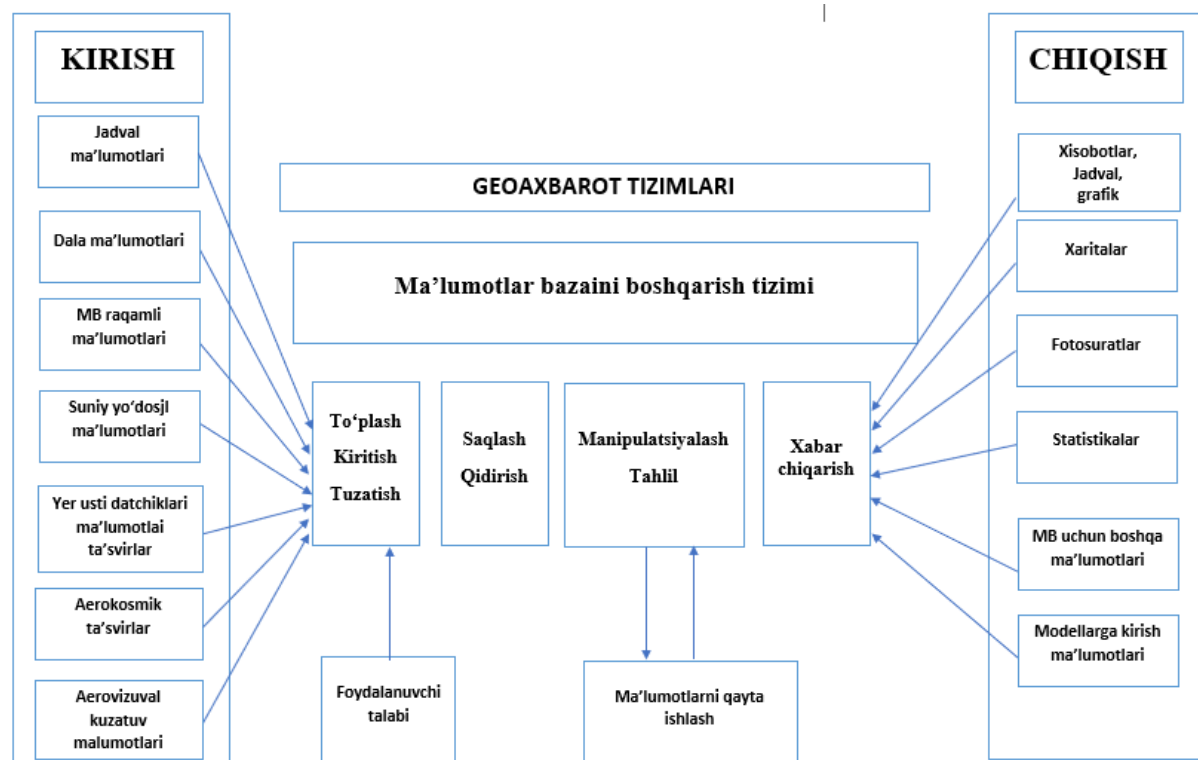 KIRISH
Jadval
ma’lumotlari
Dala ma’lumotlari
MB raqamli
ma’lumotlari
Suniy yo‘dosjl
ma’lumotlari
Yer usti datchiklari
ma’lumotlai
ta’svirlar
Aerokosmik
ta’svirlar
Aerovizuval
kuzatuv
malumotlari
GEOAXBAROT TIZIMLARI
Ma’lumotlar bazaini boshqarish tizimi
To‘plash
Kiritish
Tuzatish
Saqlash
Qidirish
Manipulatsiyalash
Tahlil
Xabar
chiqarish
Foydalanuvchi
talabi
Ma’lumotlarni qayta
ishlash
CHIQISH
Xisobotlar,
Jadval,
grafik
Xaritalar
Fotosuratlar
Statistikalar
MB uchun boshqa
ma’lumotlari
Modellarga kirish
ma’lumotlari